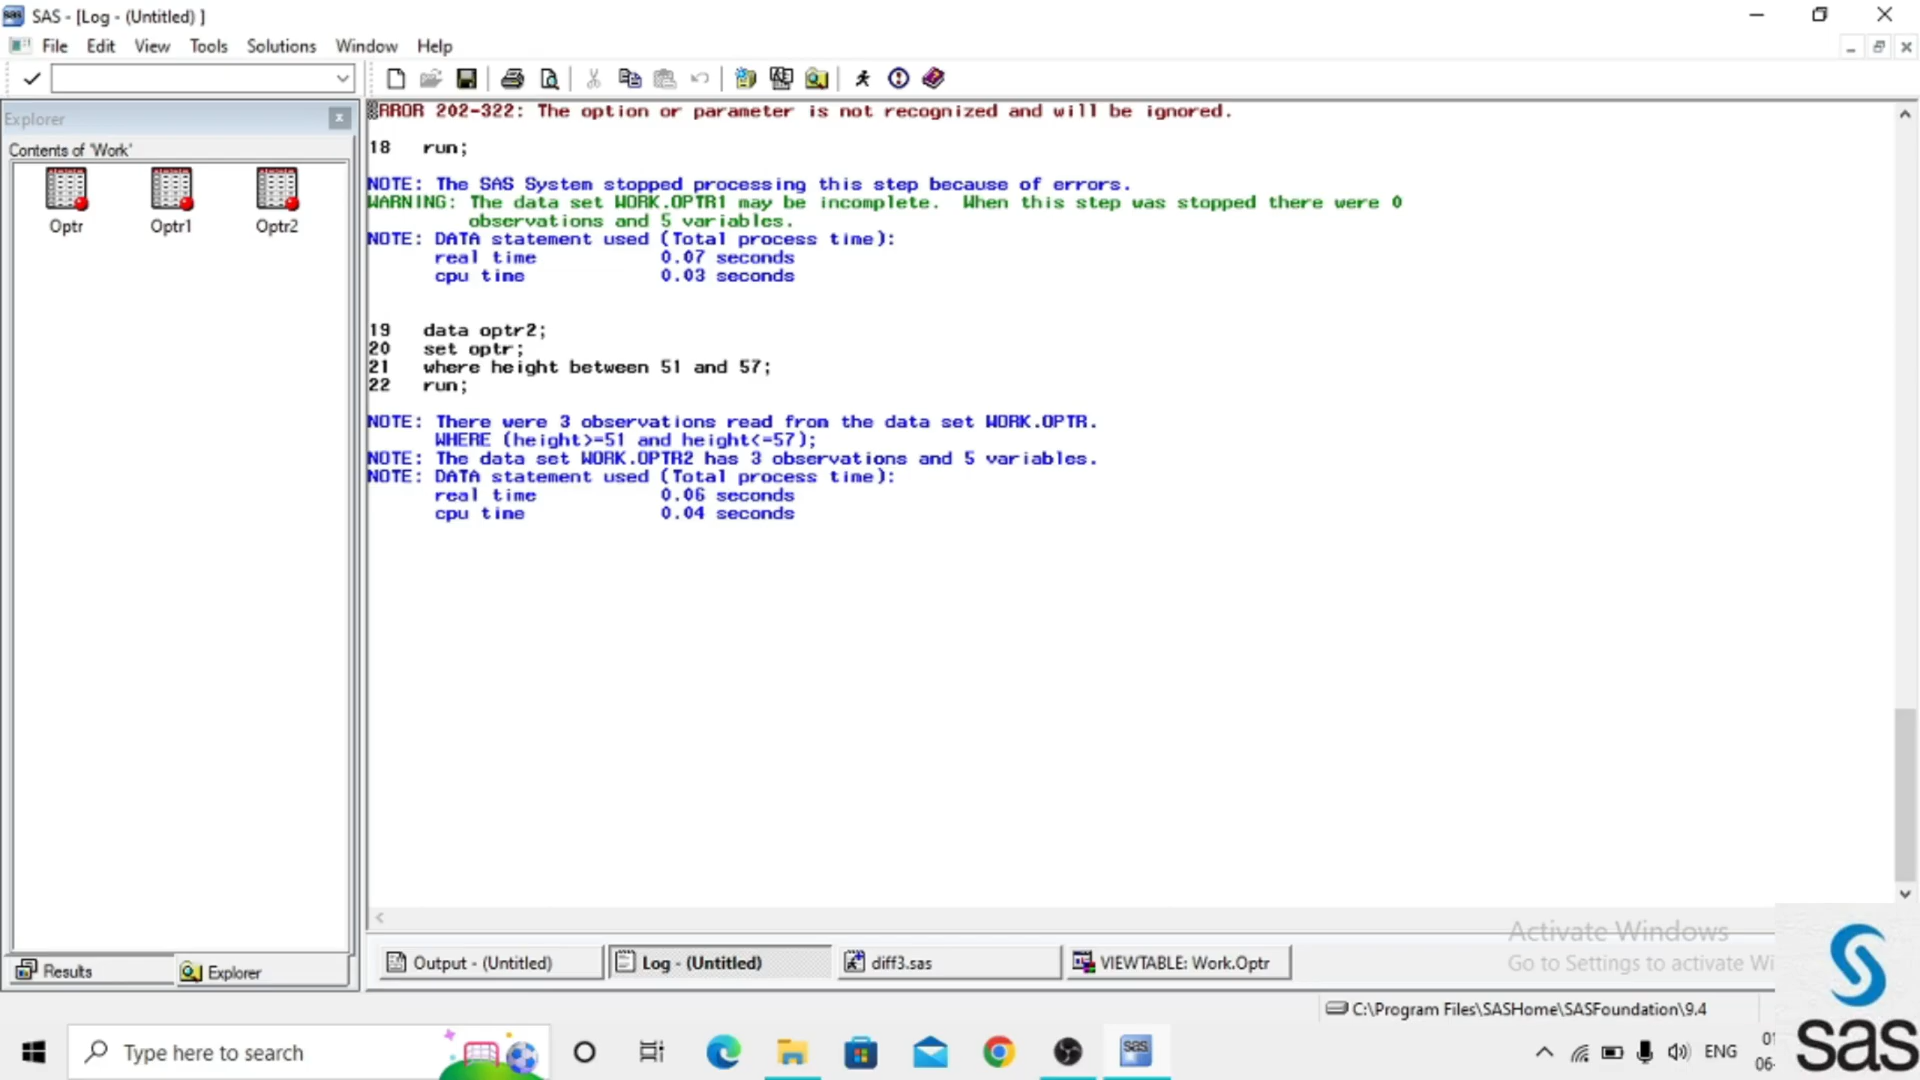 SAS - [Log - (Untitled) ]
File Edit View Tools Solutions Window Help
Explorer
Contents of 'Work'
Optr Optr1 Optr2
ERROR 202-322: The option or parameter is not recognized and will be ignored.
18 run;
NOTE: The SAS System stopped processing this step because of errors.
WARNING: The data set WORK.OPTR1 may be incomplete. When this step was stopped there were 0
observations and 5 variables.
NOTE: DATA statement used (Total process time):
real time 0.07 seconds
cpu time 0.03 seconds
19 data optr2;
20 set optr;
21 where height between 51 and 57;
22 run;
NOTE: There were 3 observations read from the data set WORK.OPTR.
WHERE (height>=51 and height<=57);
NOTE: The data set WORK.OPTR2 has 3 observations and 5 variables.
NOTE: DATA statement used (Total process time):
real time 0.06 seconds
cpu time 0.04 seconds
Activate Windows
Go to Settings to activate Wi
Results Explorer
Output - (Untitled) Log - (Untitled) diff3.sas VIEWTABLE: Work.Optr
C:\Program Files\SASHome\SASFoundation\9.4
Type here to search
sas
ENG
01
06-
sas